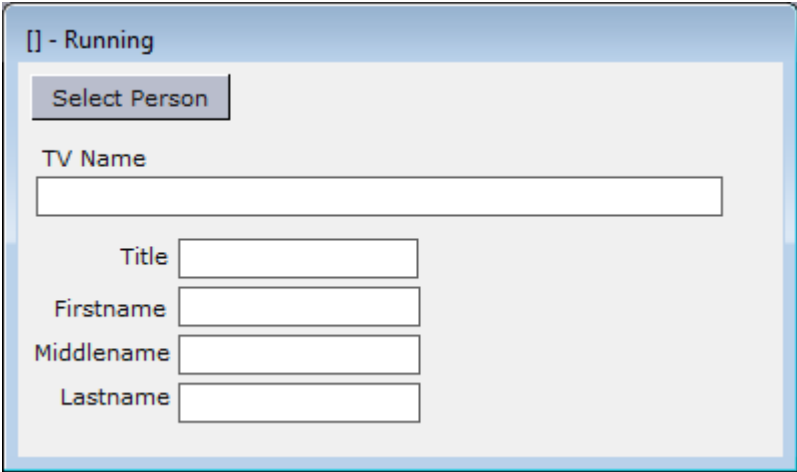 [] - Running
Select Person
TV Name
Title
Firstname
Middlename
Lastname